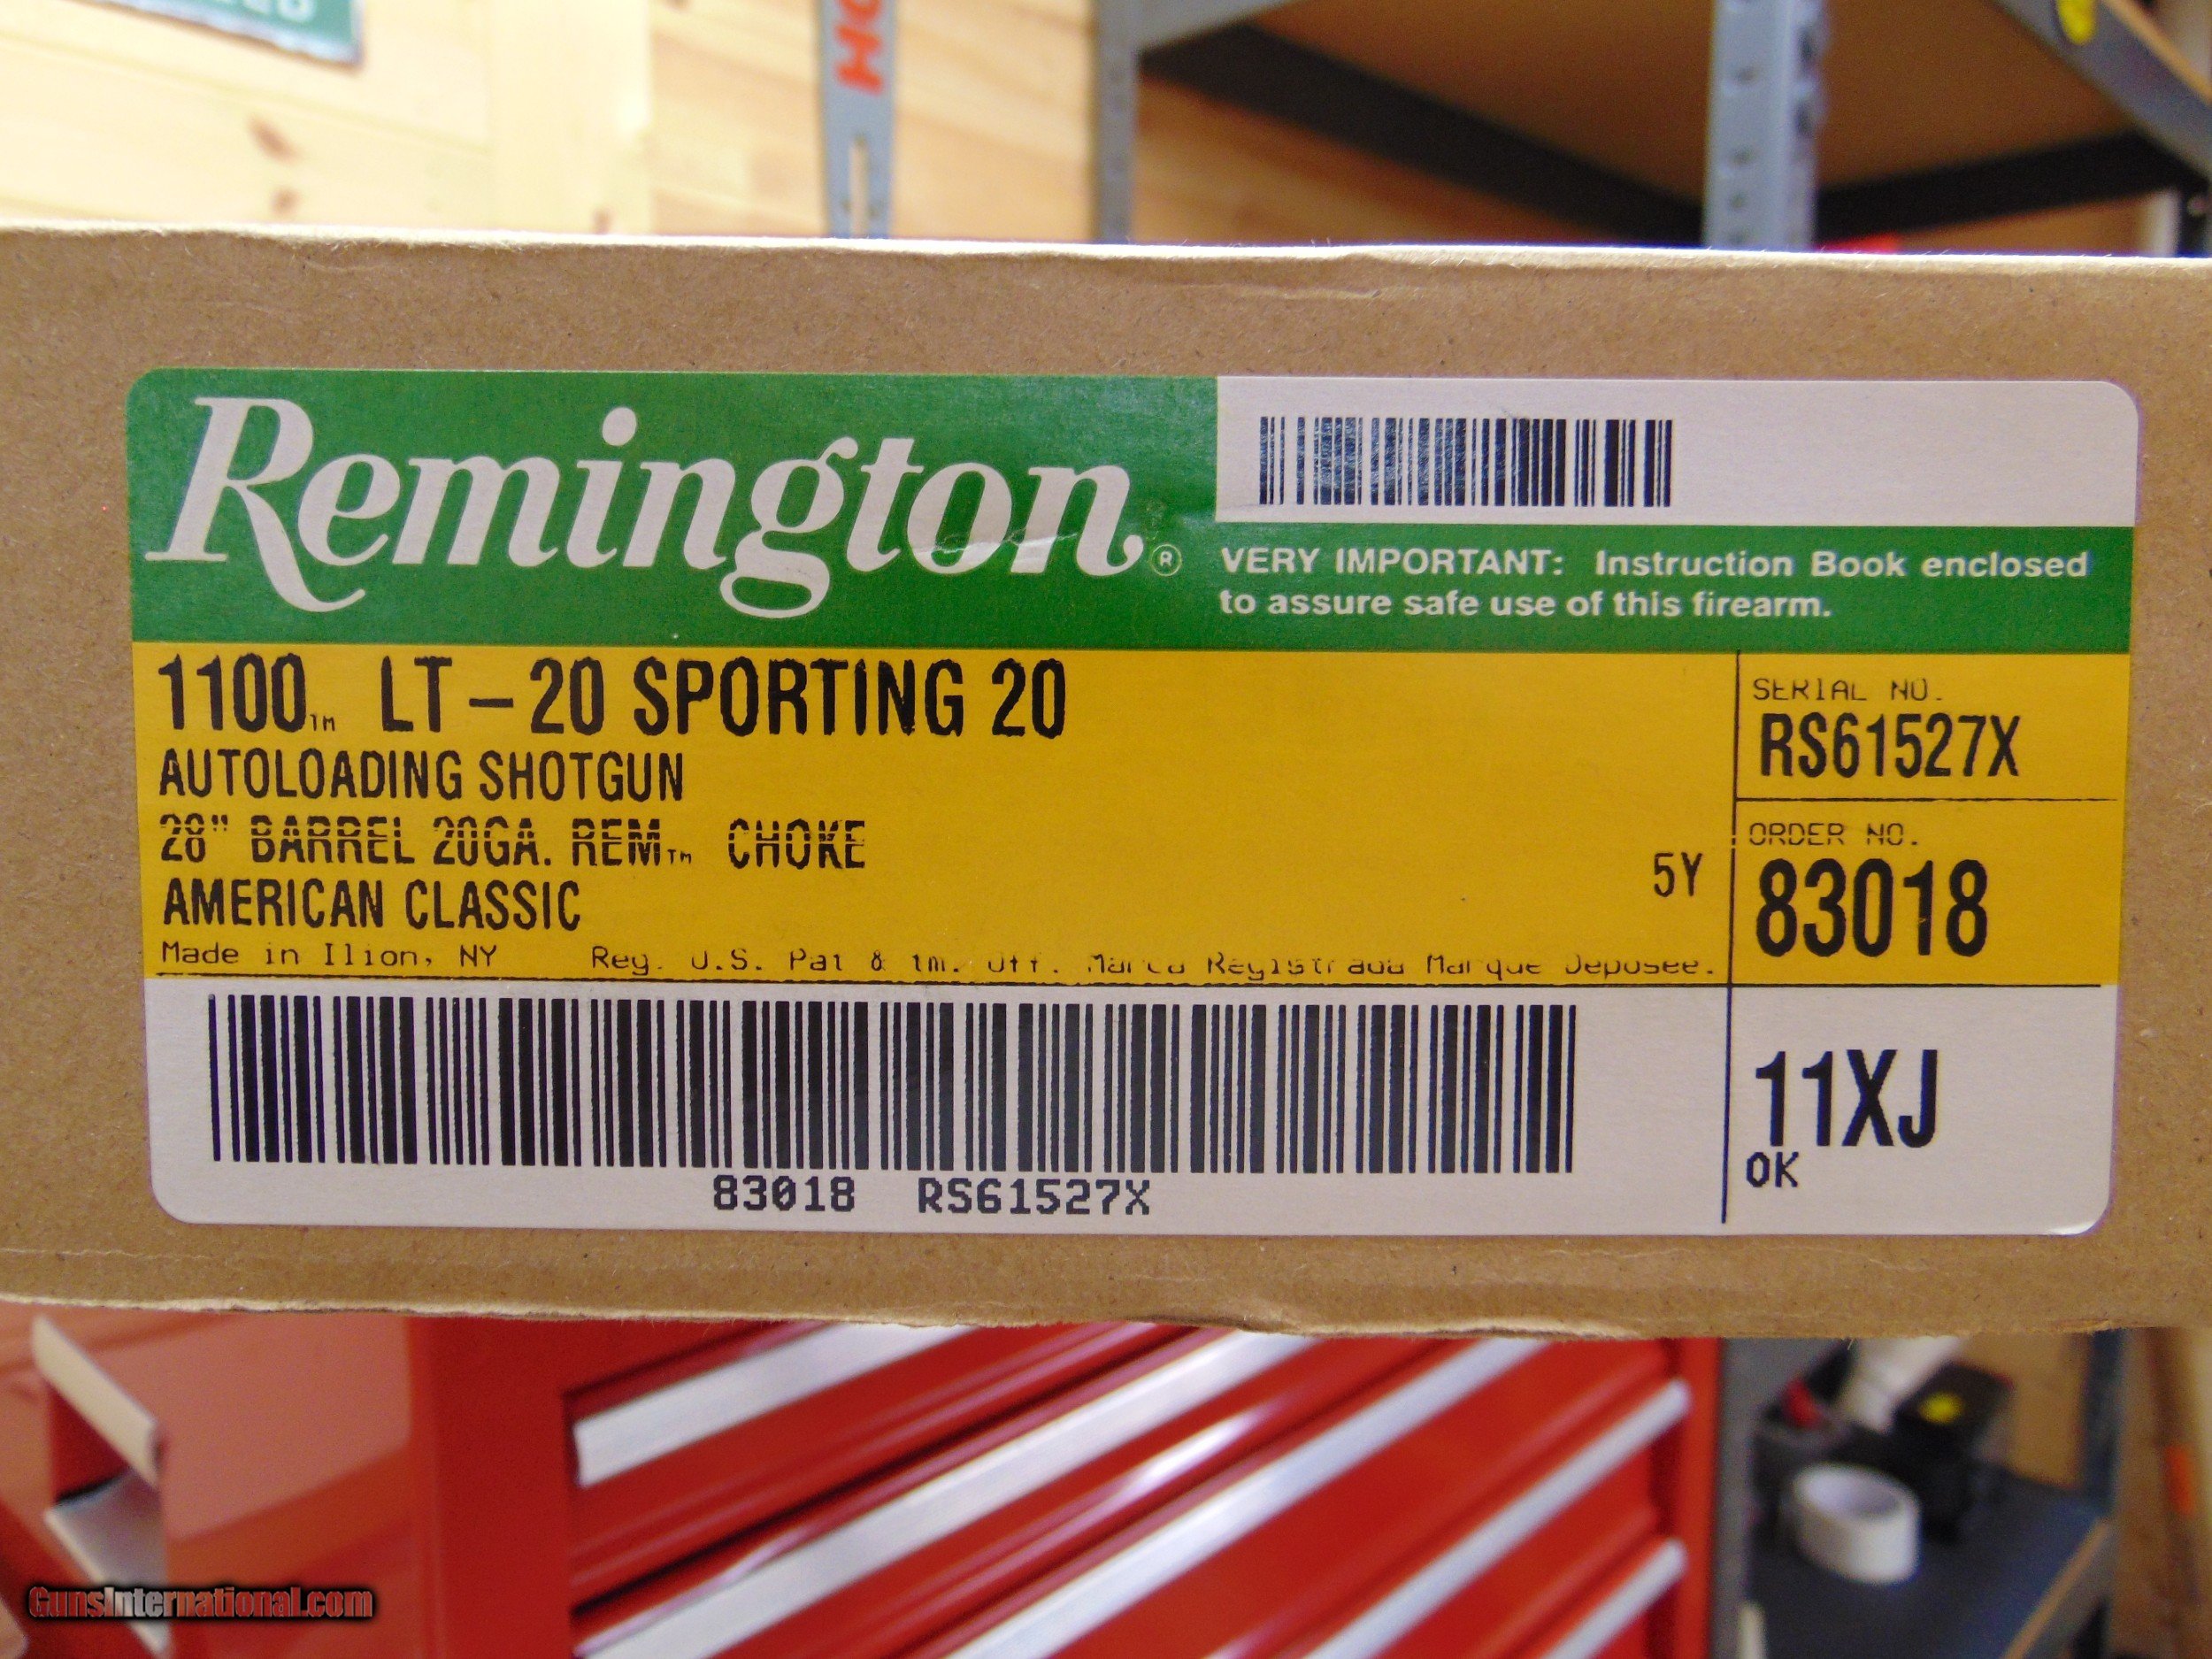 HO
Remington®
VERY IMPORTANT: Instruction Book enclosed
to assure safe use of this firearm.
1100™ LT-20 SPORTING 20
AUTOLOADING SHOTGUN
28" BARREL 20GA. REM™ CHOKE
AMERICAN CLASSIC
5Y
Made in Ilion, NY Reg. U.S. Pat & tm. Off. Marca Registrada Marque Deposee.
SERIAL NO.
RS61527X
ORDER NO.
83018
11XJ
OK
83018 RS61527X
GunsInternational.com